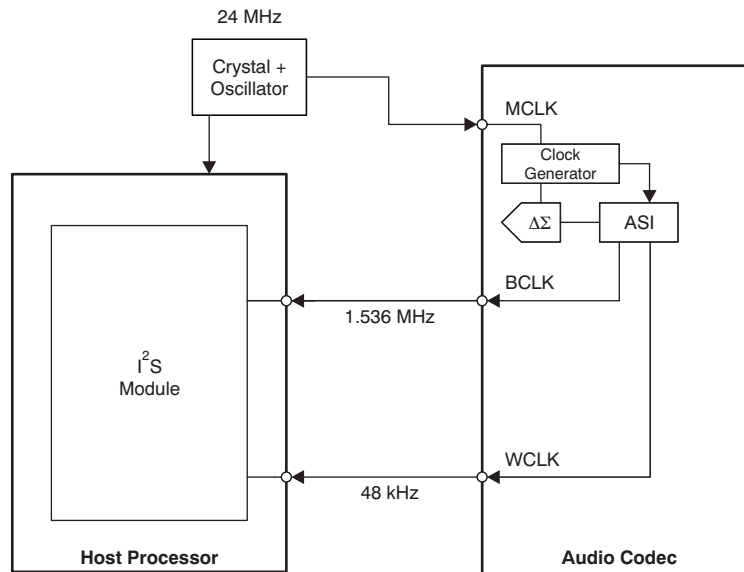 24 MHz
Crystal +
Oscillator
MCLK
Clock
Generator
ΔΣ
ASI
BCLK
1.536 MHz
I²S
Module
WCLK
48 kHz
Host Processor
Audio Codec